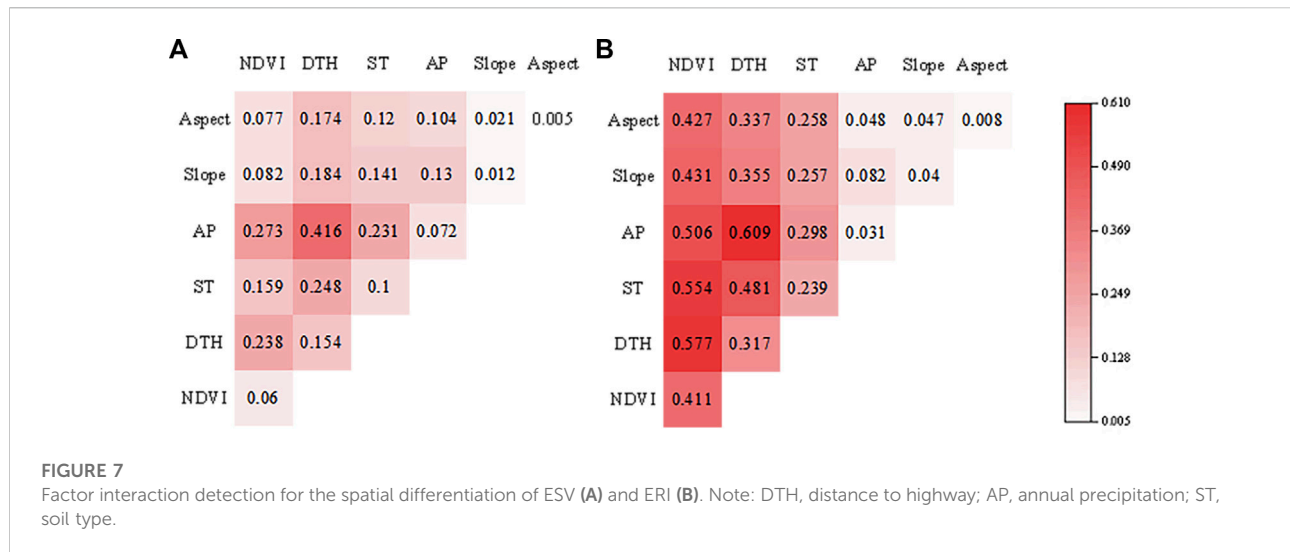 A
NDVI DTH ST AP Slope Aspect
Aspect 0.077 0.174 0.12 0.104 0.021 0.005
Slope 0.082 0.184 0.141 0.13 0.012
AP 0.273 0.416 0.231 0.072
ST 0.159 0.248 0.1
DTH 0.238 0.154
NDVI 0.06
B
NDVI DTH ST AP Slope Aspect
Aspect 0.427 0.337 0.258 0.048 0.047 0.008
Slope 0.431 0.355 0.257 0.082 0.04
AP 0.506 0.609 0.298 0.031
ST 0.554 0.481 0.239
DTH 0.577 0.317
NDVI 0.411
0.610
0.490
0.369
0.249
0.128
0.005
FIGURE 7
Factor interaction detection for the spatial differentiation of ESV (A) and ERI (B). Note: DTH, distance to highway; AP, annual precipitation; ST,
soil type.